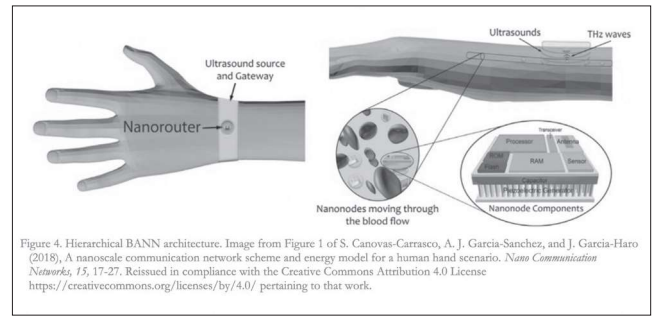 Ultrasound source
and Gateway
Nanorouter
Ultrasounds
THz waves
Transceiver
Processor
Antenna
ROM
Flash
RAM
Sensor
Capacitor
Piezoelectric Generator
Nanonodes moving through
the blood flow
Nanonode Components
Figure 4. Hierarchical BANN architecture. Image from Figure 1 of S. Canovas-Carrasco, A. J. Garcia-Sanchez, and J. Garcia-Haro
(2018), A nanoscale communication network scheme and energy model for a human hand scenario. Nano Communication
Networks, 15, 17-27. Reissued in compliance with the Creative Commons Attribution 4.0 License
https://creativecommons.org/licenses/by/4.0/ pertaining to that work.